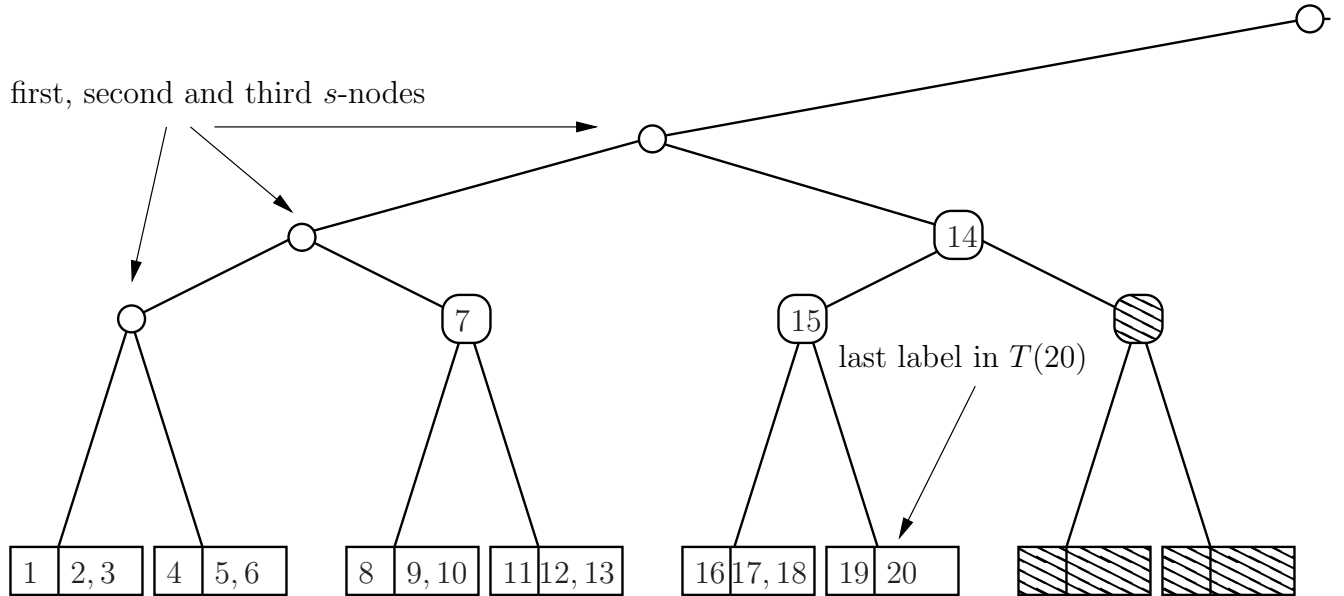 first, second and third s-nodes
14
7
15
last label in T(20)
1 2, 3 4 5, 6 8 9, 10 11 12, 13 16 17, 18 19 20